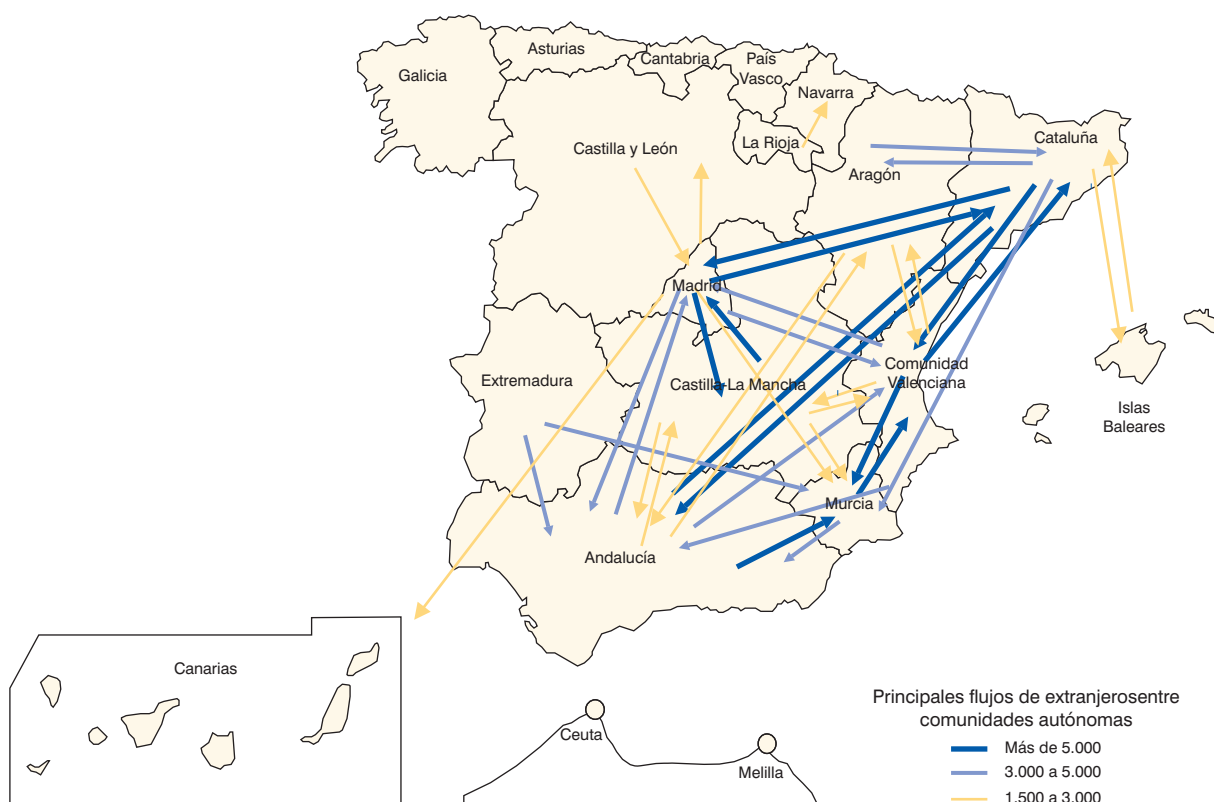 Asturias
Cantabria
País
Vasco
Galicia
Navarra
Cataluña
La Rioja
Castilla y León
Aragón
Madrid
Comunidad
Valenciana
Extremadura
Castilla-La Mancha
Islas
Baleares
Murcia
Andalucía
Canarias
Ceuta
Melilla
Principales flujos de extranjerosentre
comunidades autónomas
Más de 5.000
3.000 a 5.000
1.500 a 3.000